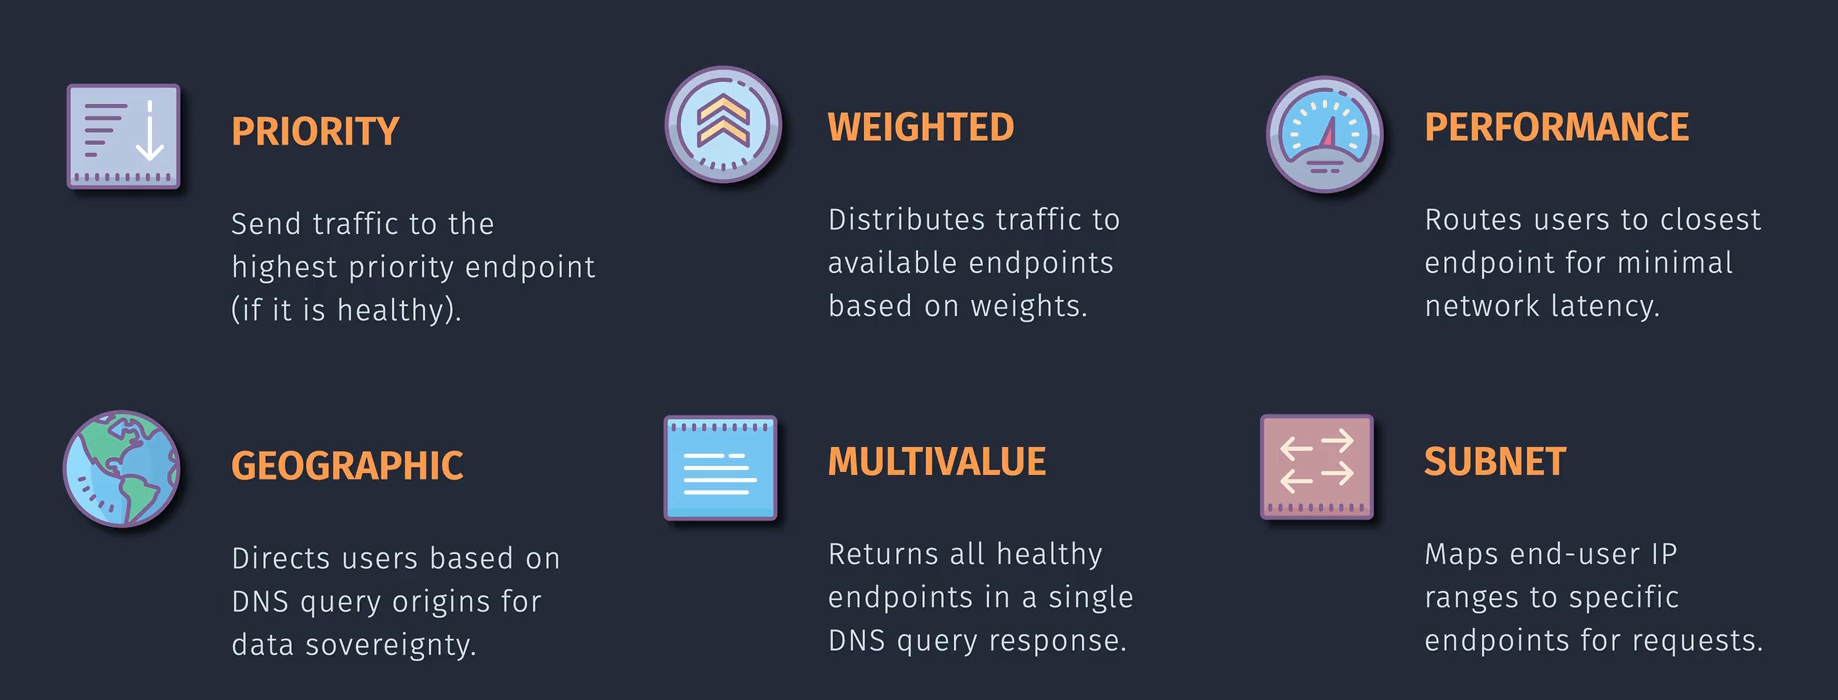 PRIORITY
Send traffic to the
highest priority endpoint
(if it is healthy).
WEIGHTED
Distributes traffic to
available endpoints
based on weights.
PERFORMANCE
Routes users to closest
endpoint for minimal
network latency.
GEOGRAPHIC
Directs users based on
DNS query origins for
data sovereignty.
MULTIVALUE
Returns all healthy
endpoints in a single
DNS query response.
SUBNET
Maps end-user IP
ranges to specific
endpoints for requests.